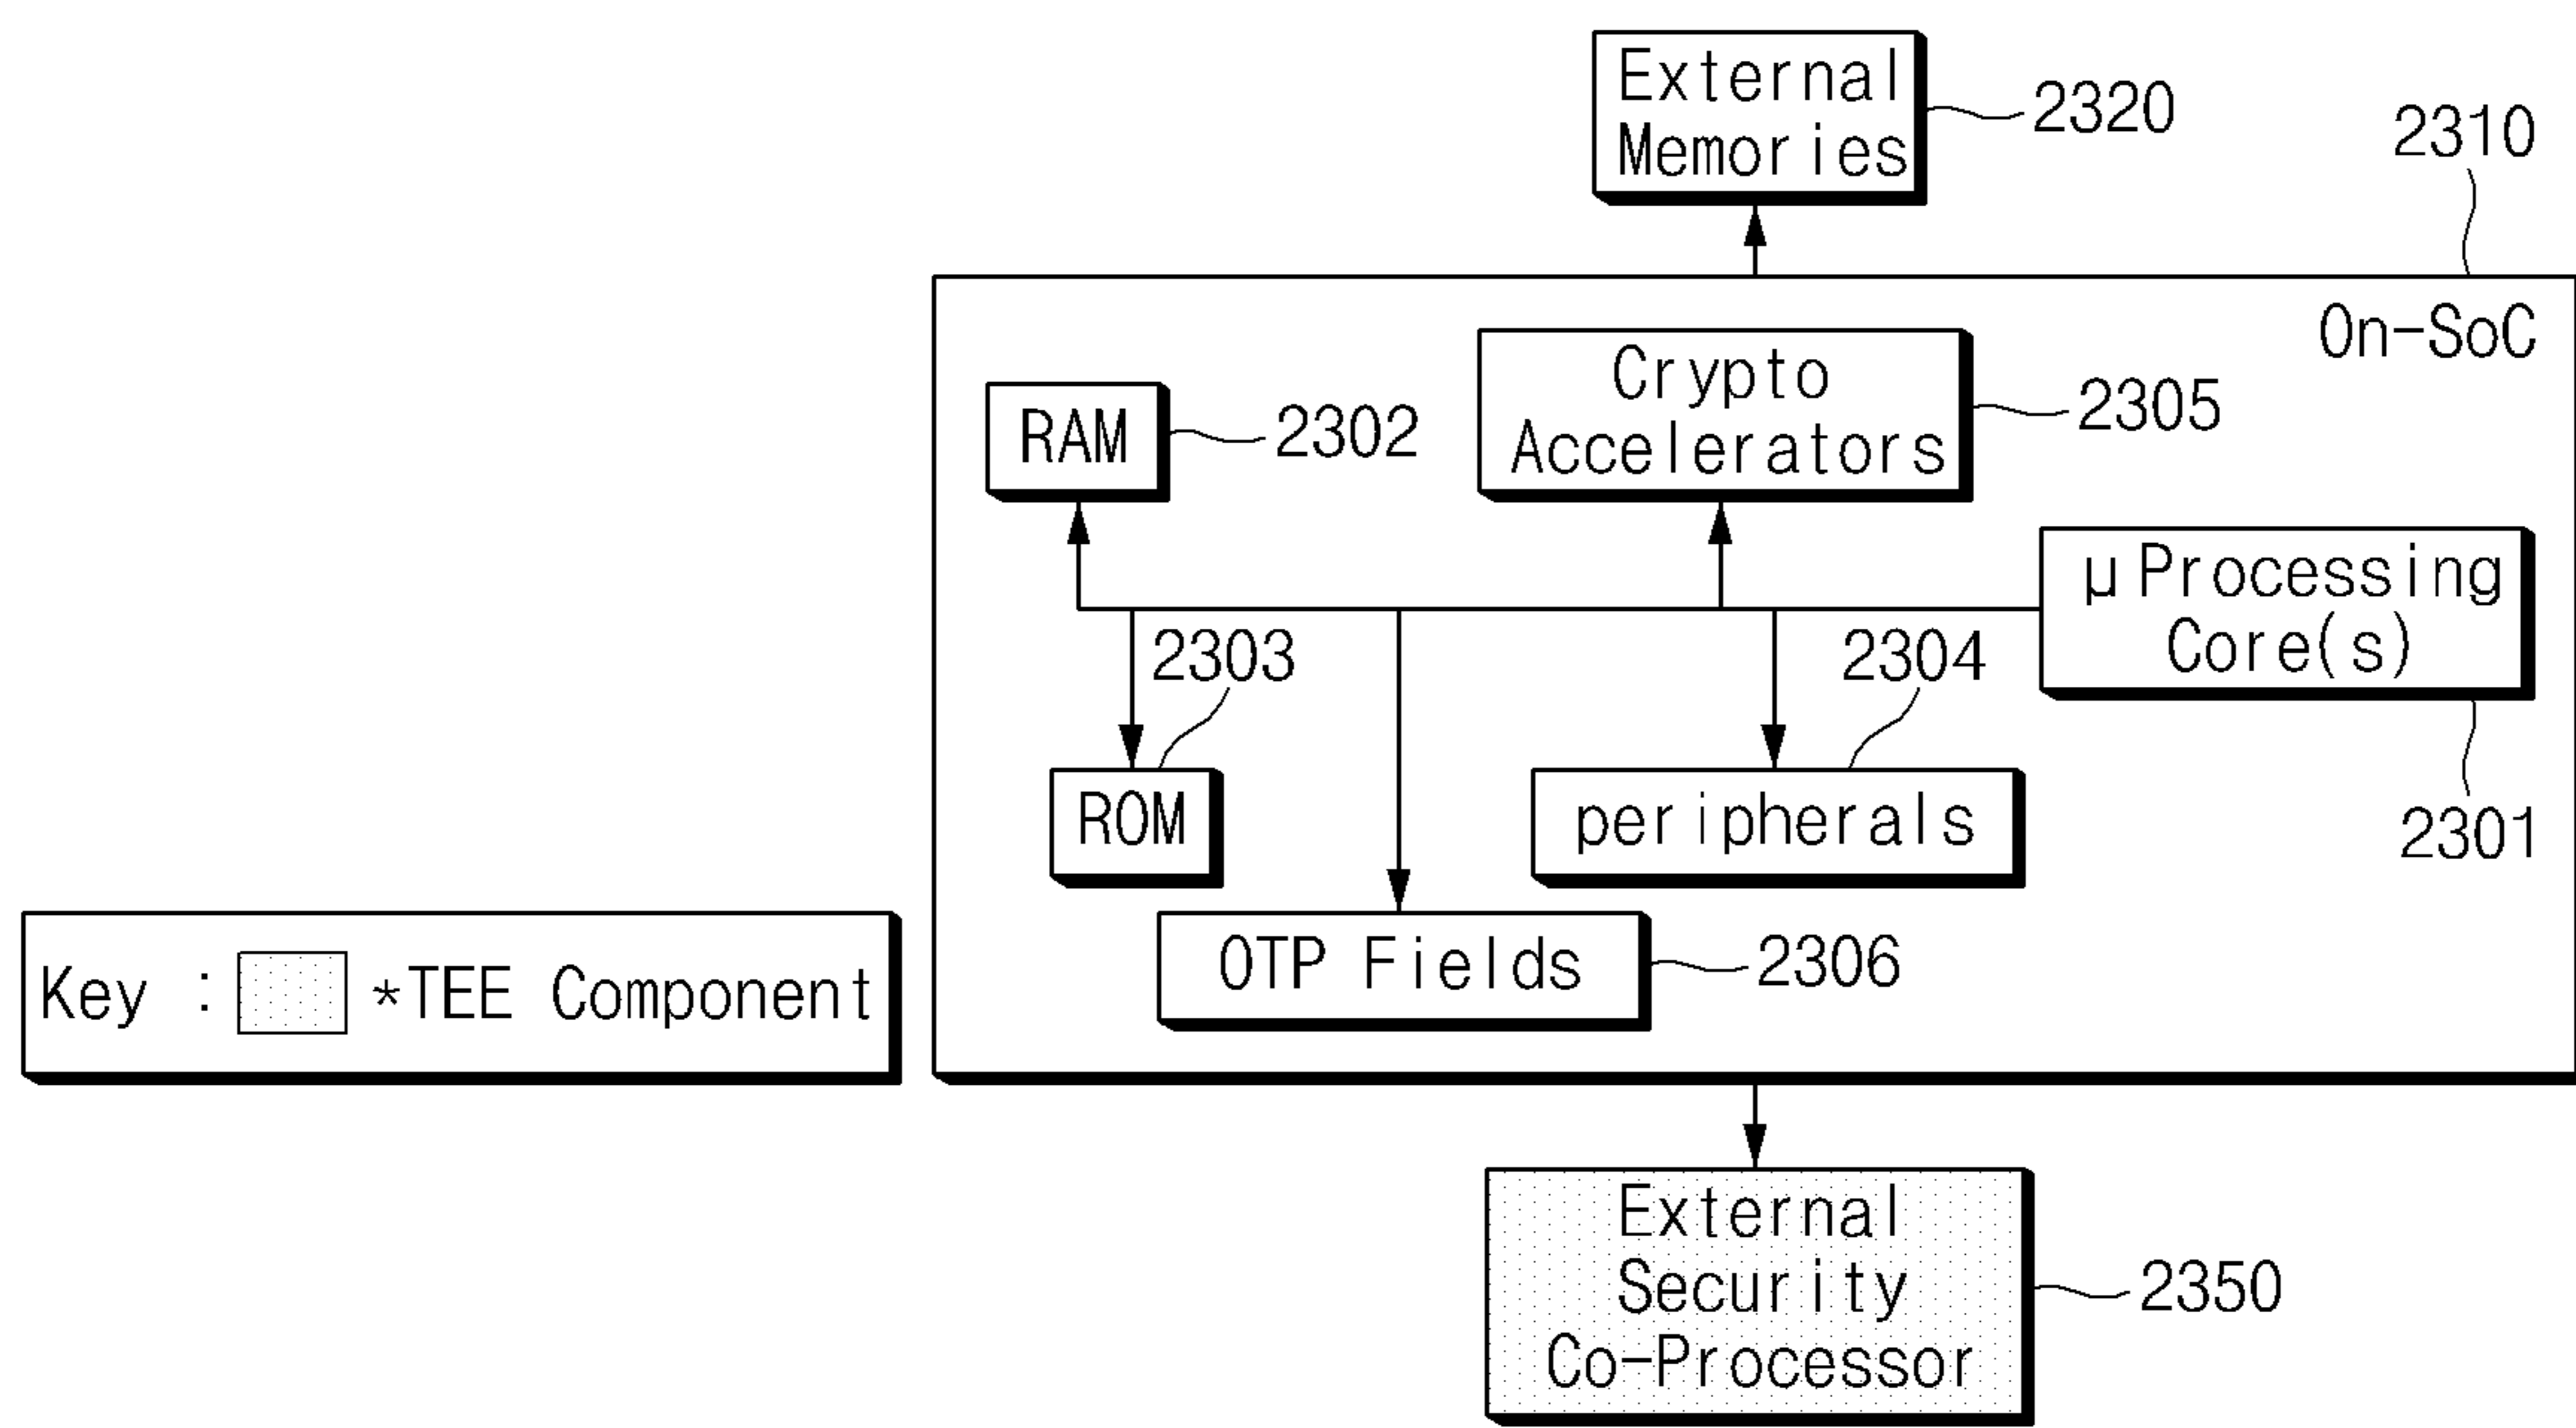 External
Memories
2320
2310
On-SoC
Crypto
Accelerators
2305
RAM
2302
μProcessing
Core(s)
2303
2304
2301
ROM
peripherals
OTP Fields
2306
Key : *TEE Component
External
Security
Co-Processor
2350